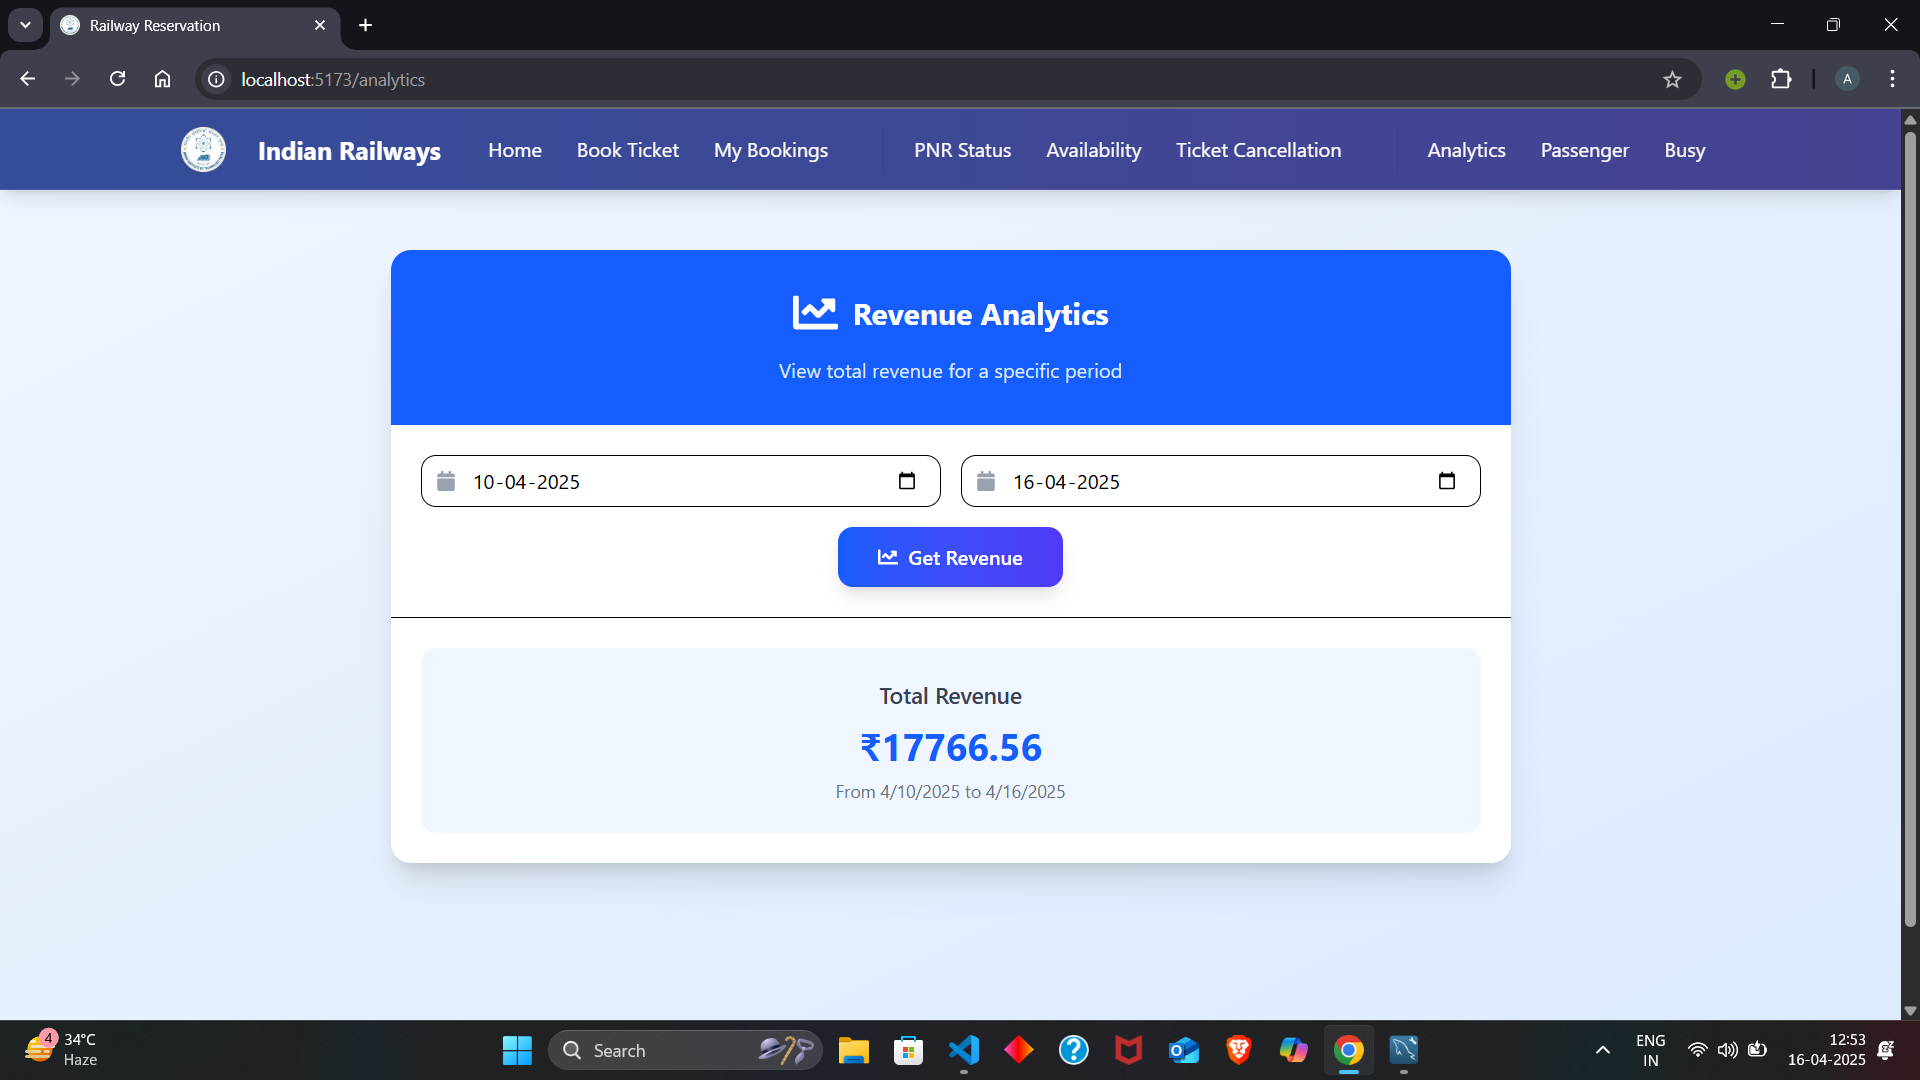 Railway Reservation
localhost:5173/analytics
A
Indian Railways Home Book Ticket My Bookings PNR Status Availability Ticket Cancellation Analytics Passenger Busy
Revenue Analytics
View total revenue for a specific period
10-04-2025 16-04-2025
Get Revenue
Total Revenue
₹17766.56
From 4/10/2025 to 4/16/2025
4 34°C
Haze
Search
ENG
IN
12:53
16-04-2025